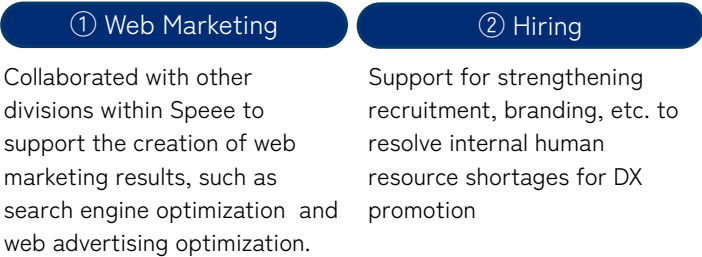 ① Web Marketing
Collaborated with other
divisions within Speee to
support the creation of web
marketing results, such as
search engine optimization  and
web advertising optimization.
② Hiring
Support for strengthening
recruitment, branding, etc. to
resolve internal human
resource shortages for DX
promotion